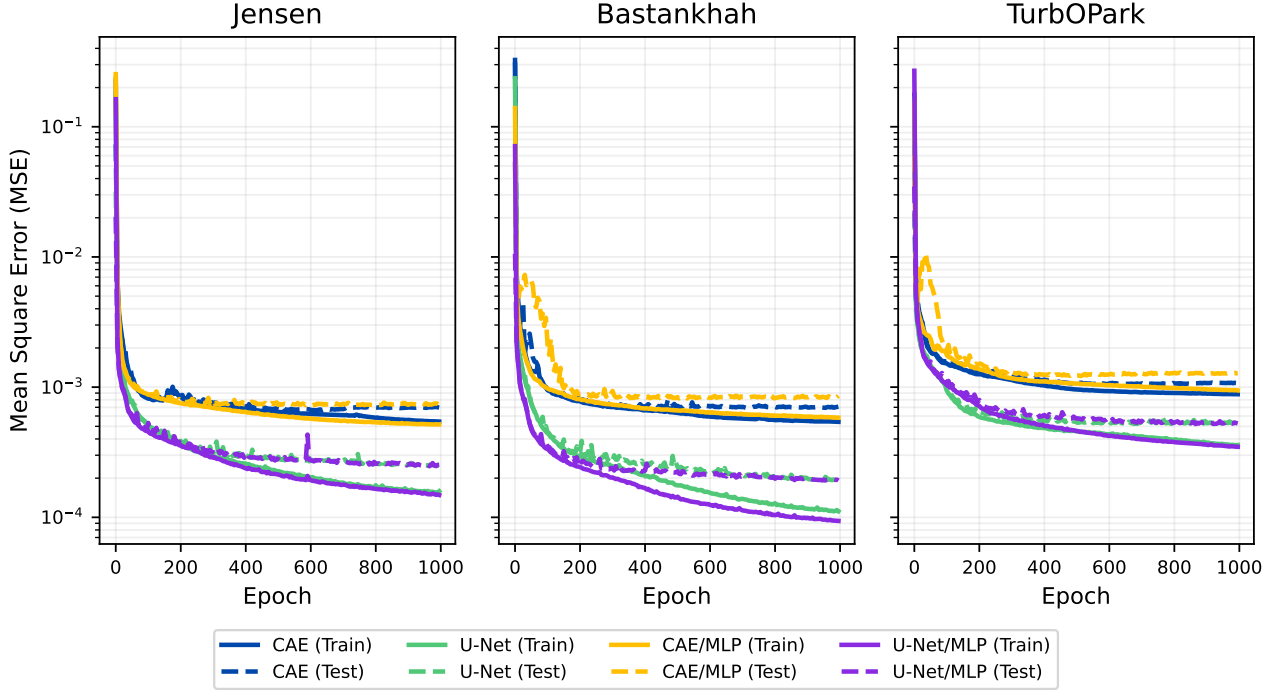 Jensen Bastankhah TurbOPark
Mean Square Error (MSE)
10⁻¹
10⁻²
10⁻³
10⁻⁴
0 200 400 600 800 1000 0 200 400 600 800 1000 0 200 400 600 800 1000
Epoch Epoch Epoch
CAE (Train) U-Net (Train) CAE/MLP (Train) U-Net/MLP (Train)
CAE (Test) U-Net (Test) CAE/MLP (Test) U-Net/MLP (Test)